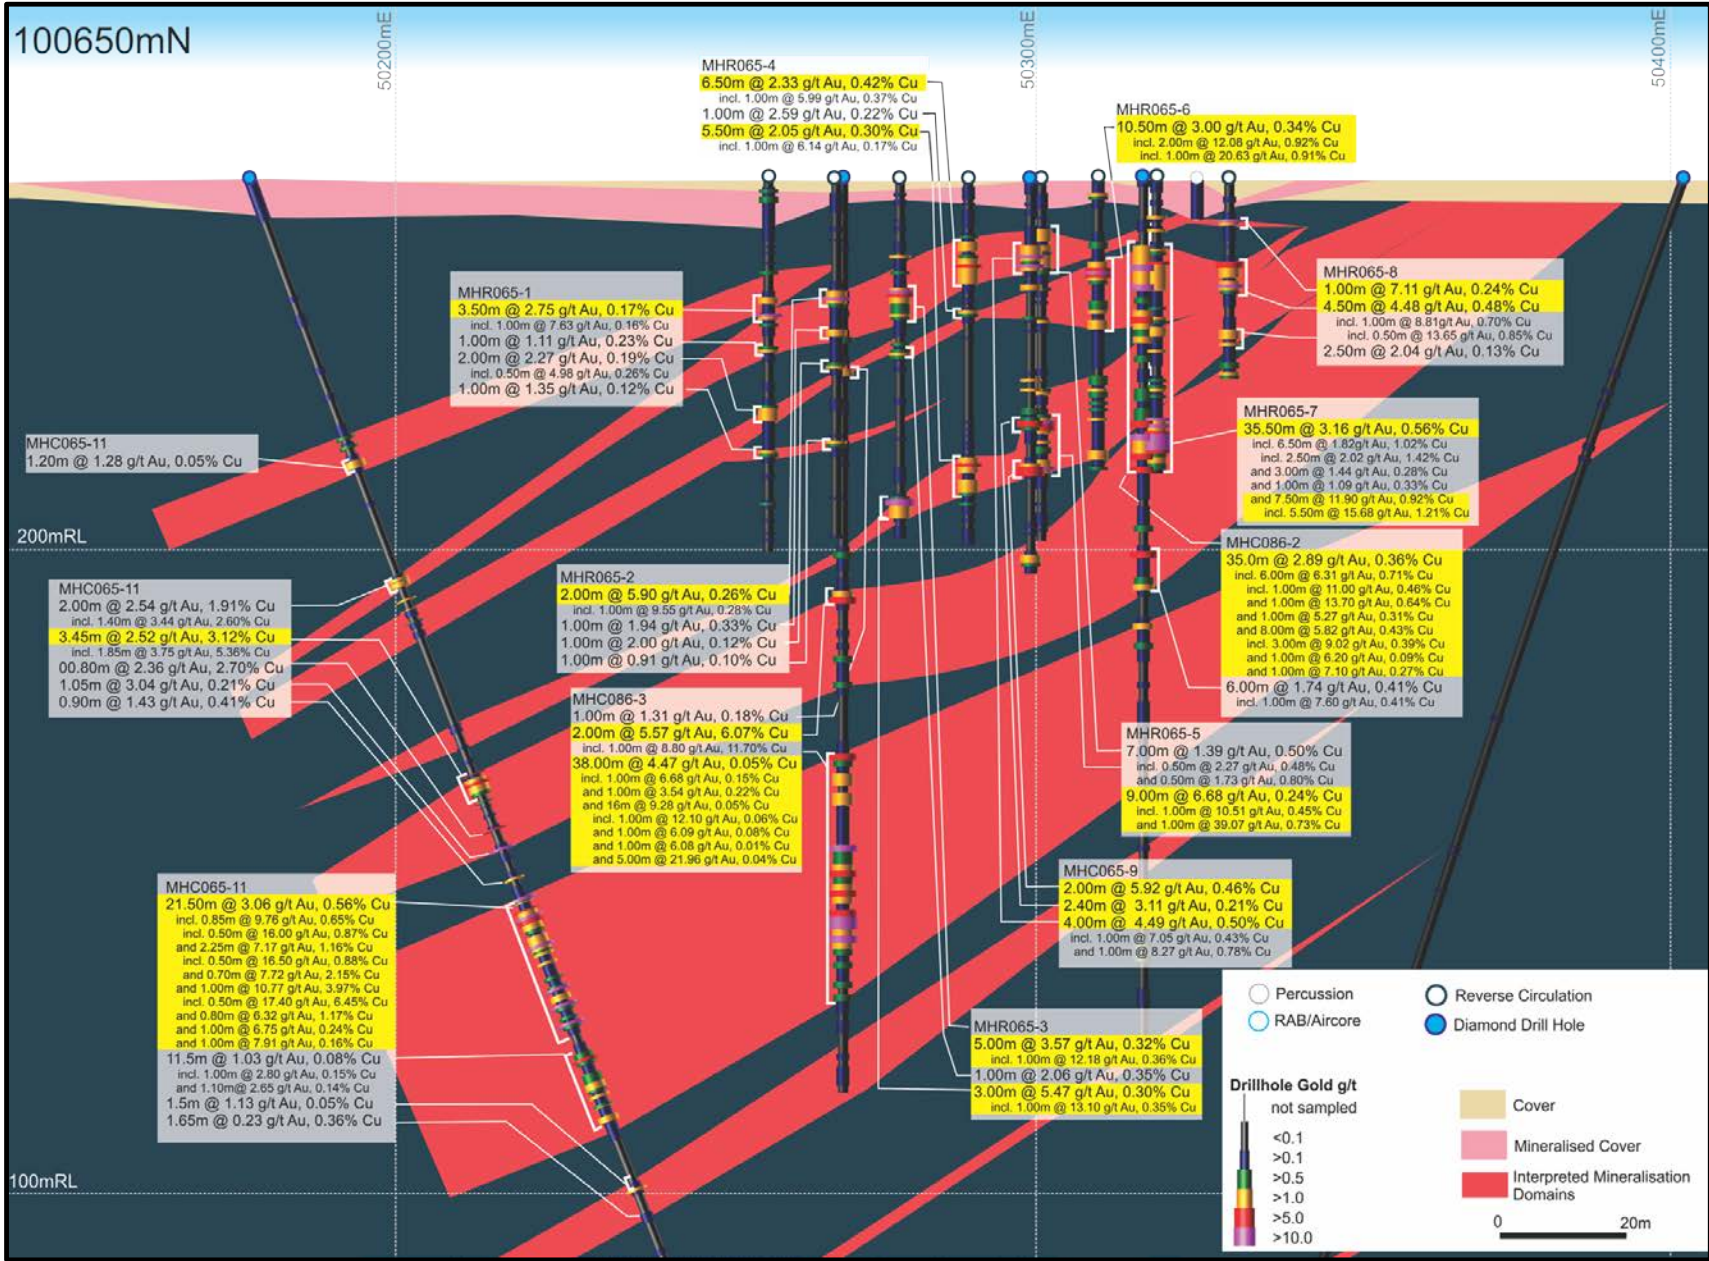 100650mN
50200mE
50300mE
50400mE
MHR065-4
6.50m @ 2.33 g/t Au, 0.42% Cu
incl. 1.00m @ 5.99 g/t Au, 0.37% Cu
1.00m @ 2.59 g/t Au, 0.22% Cu
5.50m @ 2.05 g/t Au, 0.30% Cu
incl. 1.00m @ 6.14 g/t Au, 0.17% Cu
MHR065-6
10.50m @ 3.00 g/t Au, 0.34% Cu
incl. 2.00m @ 12.08 g/t Au, 0.92% Cu
incl. 1.00m @ 20.63 g/t Au, 0.91% Cu
MHR065-1
3.50m @ 2.75 g/t Au, 0.17% Cu
incl. 1.00m @ 7.63 g/t Au, 0.16% Cu
1.00m @ 1.11 g/t Au, 0.23% Cu
2.00m @ 2.27 g/t Au, 0.19% Cu
incl. 0.50m @ 4.98 g/t Au, 0.26% Cu
1.00m @ 1.35 g/t Au, 0.12% Cu
MHR065-8
1.00m @ 7.11 g/t Au, 0.24% Cu
4.50m @ 4.48 g/t Au, 0.48% Cu
incl. 1.00m @ 8.81g/t Au, 0.70% Cu
incl. 0.50m @ 13.65 g/t Au, 0.85% Cu
2.50m @ 2.04 g/t Au, 0.13% Cu
MHC065-11
1.20m @ 1.28 g/t Au, 0.05% Cu
MHR065-7
35.50m @ 3.16 g/t Au, 0.56% Cu
incl. 6.50m @ 1.82g/t Au, 1.02% Cu
incl. 2.50m @ 2.02 g/t Au, 1.42% Cu
and 3.00m @ 1.44 g/t Au, 0.28% Cu
and 1.00m @ 1.09 g/t Au, 0.33% Cu
and 7.50m @ 11.90 g/t Au, 0.92% Cu
incl. 5.50m @ 15.68 g/t Au, 1.21% Cu
200mRL
MHC086-2
35.0m @ 2.89 g/t Au, 0.36% Cu
incl. 6.00m @ 6.31 g/t Au, 0.71% Cu
incl. 1.00m @ 11.00 g/t Au, 0.46% Cu
and 1.00m @ 13.70 g/t Au, 0.64% Cu
and 1.00m @ 5.27 g/t Au, 0.31% Cu
and 8.00m @ 5.82 g/t Au, 0.43% Cu
incl. 3.00m @ 9.02 g/t Au, 0.39% Cu
and 1.00m @ 6.20 g/t Au, 0.09% Cu
and 1.00m @ 7.10 g/t Au, 0.27% Cu
6.00m @ 1.74 g/t Au, 0.41% Cu
incl. 1.00m @ 7.60 g/t Au, 0.41% Cu
MHR065-2
2.00m @ 5.90 g/t Au, 0.26% Cu
incl. 1.00m @ 9.55 g/t Au, 0.28% Cu
1.00m @ 1.94 g/t Au, 0.33% Cu
1.00m @ 2.00 g/t Au, 0.12% Cu
1.00m @ 0.91 g/t Au, 0.10% Cu
MHC065-11
2.00m @ 2.54 g/t Au, 1.91% Cu
incl. 1.40m @ 3.44 g/t Au, 2.60% Cu
3.45m @ 2.52 g/t Au, 3.12% Cu
incl. 1.85m @ 3.75 g/t Au, 5.36% Cu
00.80m @ 2.36 g/t Au, 2.70% Cu
1.05m @ 3.04 g/t Au, 0.21% Cu
0.90m @ 1.43 g/t Au, 0.41% Cu
MHC086-3
1.00m @ 1.31 g/t Au, 0.18% Cu
2.00m @ 5.57 g/t Au, 6.07% Cu
incl. 1.00m @ 8.80 g/t Au, 11.70% Cu
38.00m @ 4.47 g/t Au, 0.05% Cu
incl. 1.00m @ 6.68 g/t Au, 0.15% Cu
and 1.00m @ 3.54 g/t Au, 0.22% Cu
and 16m @ 9.28 g/t Au, 0.05% Cu
incl. 1.00m @ 12.10 g/t Au, 0.06% Cu
and 1.00m @ 6.09 g/t Au, 0.08% Cu
and 1.00m @ 6.08 g/t Au, 0.01% Cu
and 5.00m @ 21.96 g/t Au, 0.04% Cu
MHR065-5
7.00m @ 1.39 g/t Au, 0.50% Cu
incl. 0.50m @ 2.27 g/t Au, 0.48% Cu
and 0.50m @ 1.73 g/t Au, 0.80% Cu
9.00m @ 6.68 g/t Au, 0.24% Cu
incl. 1.00m @ 10.51 g/t Au, 0.45% Cu
and 1.00m @ 39.07 g/t Au, 0.73% Cu
MHC065-9
2.00m @ 5.92 g/t Au, 0.46% Cu
2.40m @ 3.11 g/t Au, 0.21% Cu
4.00m @ 4.49 g/t Au, 0.50% Cu
incl. 1.00m @ 7.05 g/t Au, 0.43% Cu
and 1.00m @ 8.27 g/t Au, 0.78% Cu
MHC065-11
21.50m @ 3.06 g/t Au, 0.56% Cu
incl. 0.85m @ 9.76 g/t Au, 0.65% Cu
incl. 0.50m @ 16.00 g/t Au, 0.87% Cu
and 2.25m @ 7.17 g/t Au, 1.16% Cu
incl. 0.50m @ 16.50 g/t Au, 0.88% Cu
and 0.70m @ 7.72 g/t Au, 2.15% Cu
and 1.00m @ 10.77 g/t Au, 3.97% Cu
incl. 0.50m @ 17.40 g/t Au, 6.45% Cu
and 0.80m @ 6.32 g/t Au, 1.17% Cu
and 1.00m @ 6.75 g/t Au, 0.24% Cu
and 1.00m @ 7.91 g/t Au, 0.16% Cu
11.5m @ 1.03 g/t Au, 0.08% Cu
incl. 1.00m @ 2.80 g/t Au, 0.15% Cu
and 1.10m@ 2.65 g/t Au, 0.14% Cu
1.5m @ 1.13 g/t Au, 0.05% Cu
1.65m @ 0.23 g/t Au, 0.36% Cu
MHR065-3
5.00m @ 3.57 g/t Au, 0.32% Cu
incl. 1.00m @ 12.18 g/t Au, 0.36% Cu
1.00m @ 2.06 g/t Au, 0.35% Cu
3.00m @ 5.47 g/t Au, 0.30% Cu
incl. 1.00m @ 13.10 g/t Au, 0.35% Cu
100mRL
Percussion
Reverse Circulation
RAB/Aircore
Diamond Drill Hole
Drillhole Gold g/t
not sampled
<0.1
>0.1
>0.5
>1.0
>5.0
>10.0
Cover
Mineralised Cover
Interpreted Mineralisation
Domains
0 20m